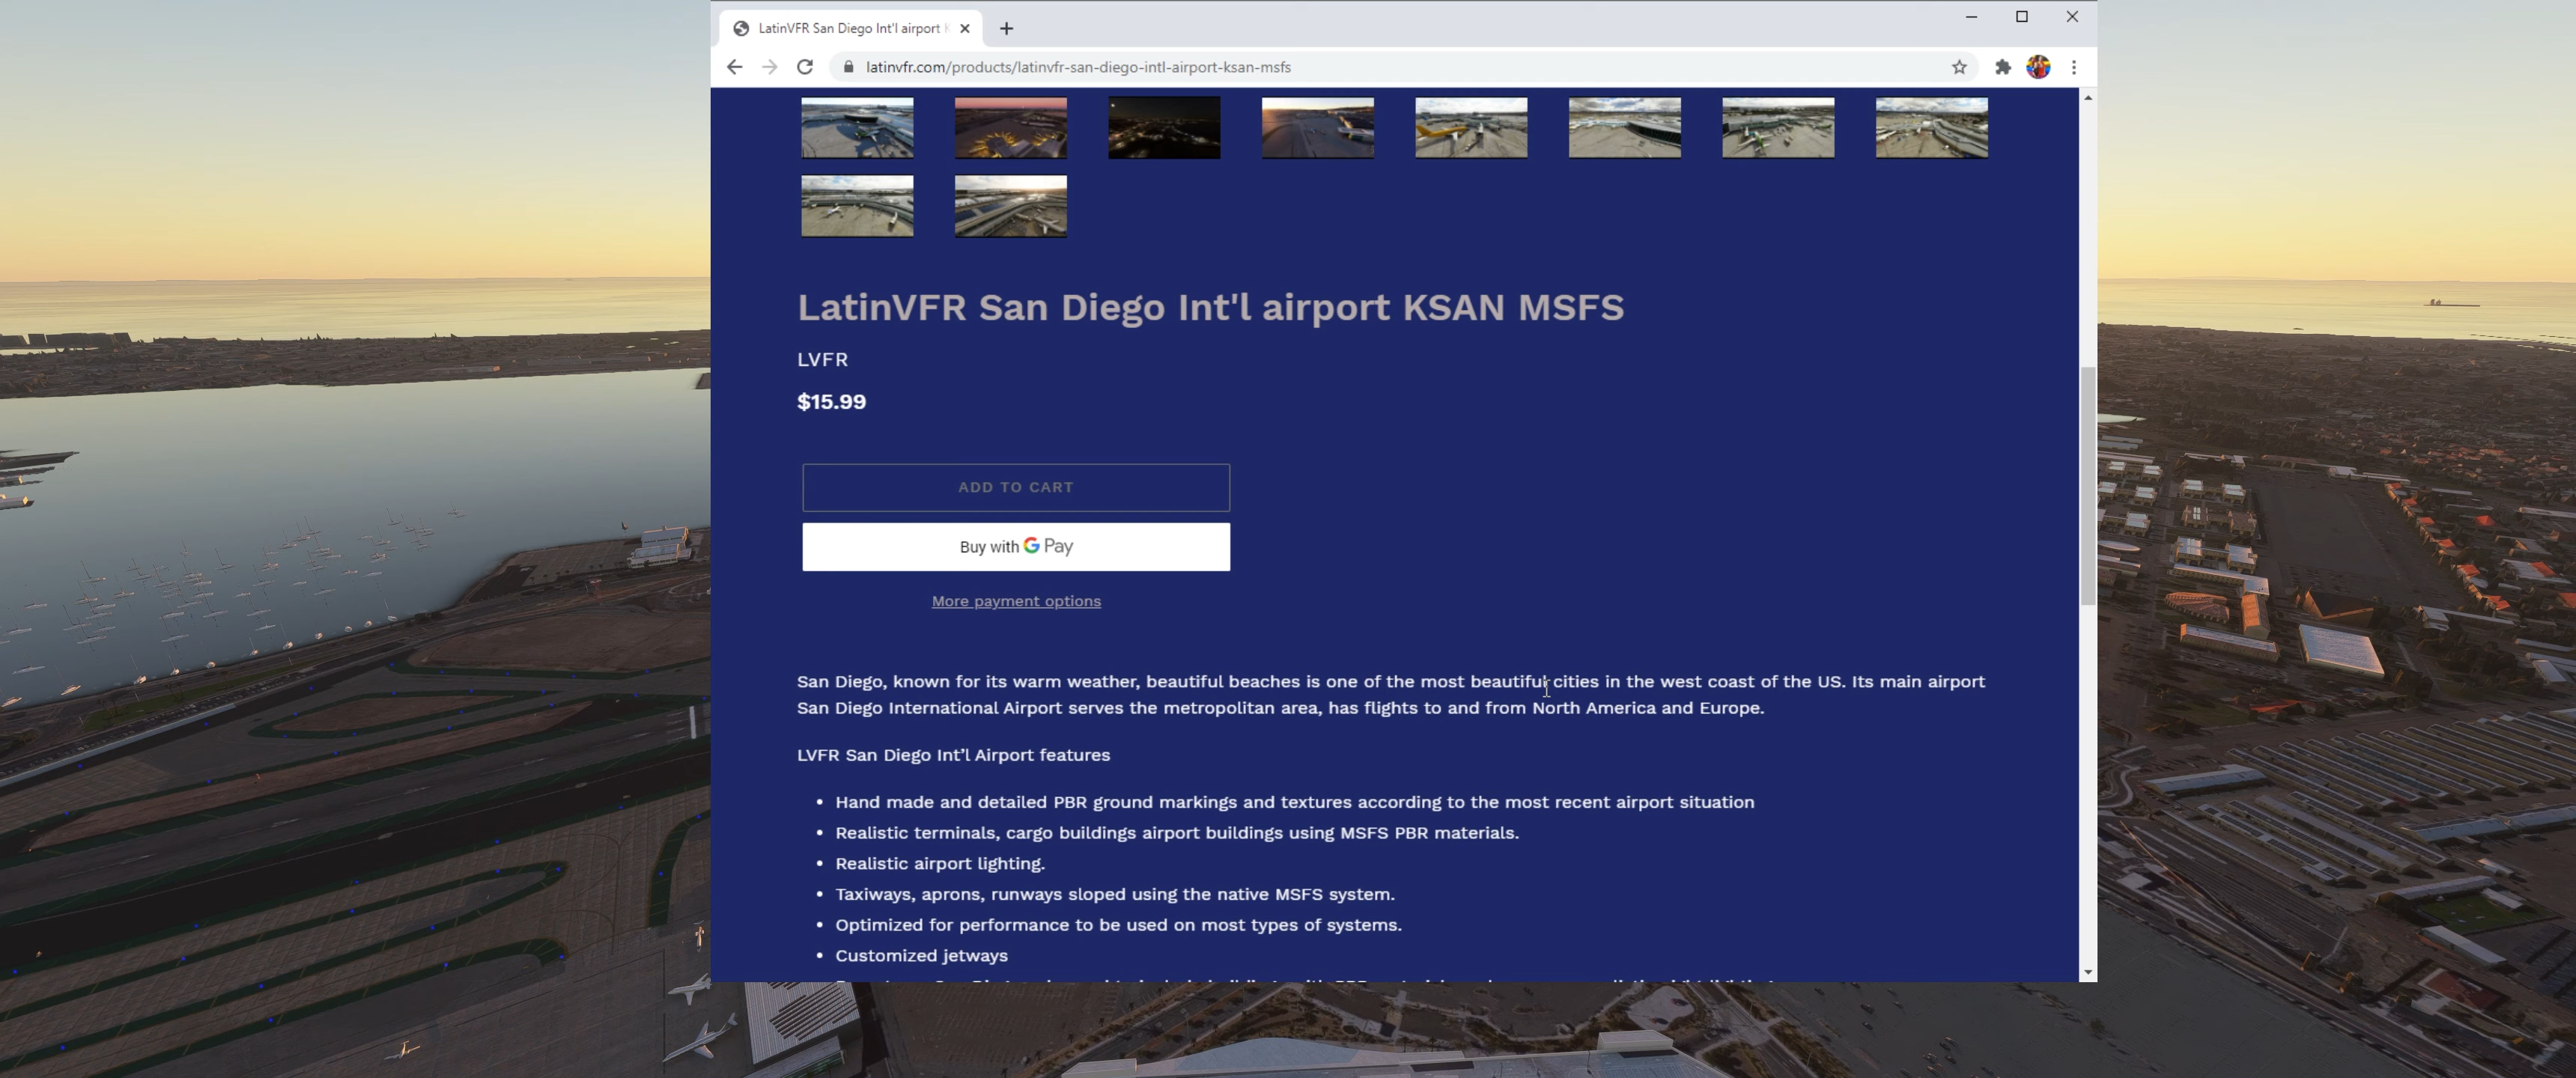 LatinVFR San Diego Int'l airport
latinvfr.com/products/latinvfr-san-diego-intl-airport-ksan-msfs
LatinVFR San Diego Int'l airport KSAN MSFS
LVFR
$15.99
ADD TO CART
Buy with G Pay
More payment options
San Diego, known for its warm weather, beautiful beaches is one of the most beautiful cities in the west coast of the US. Its main airport
San Diego International Airport serves the metropolitan area, has flights to and from North America and Europe.
LVFR San Diego Int’l Airport features
• Hand made and detailed PBR ground markings and textures according to the most recent airport situation
• Realistic terminals, cargo buildings airport buildings using MSFS PBR materials.
• Realistic airport lighting.
• Taxiways, aprons, runways sloped using the native MSFS system.
• Optimized for performance to be used on most types of systems.
• Customized jetways